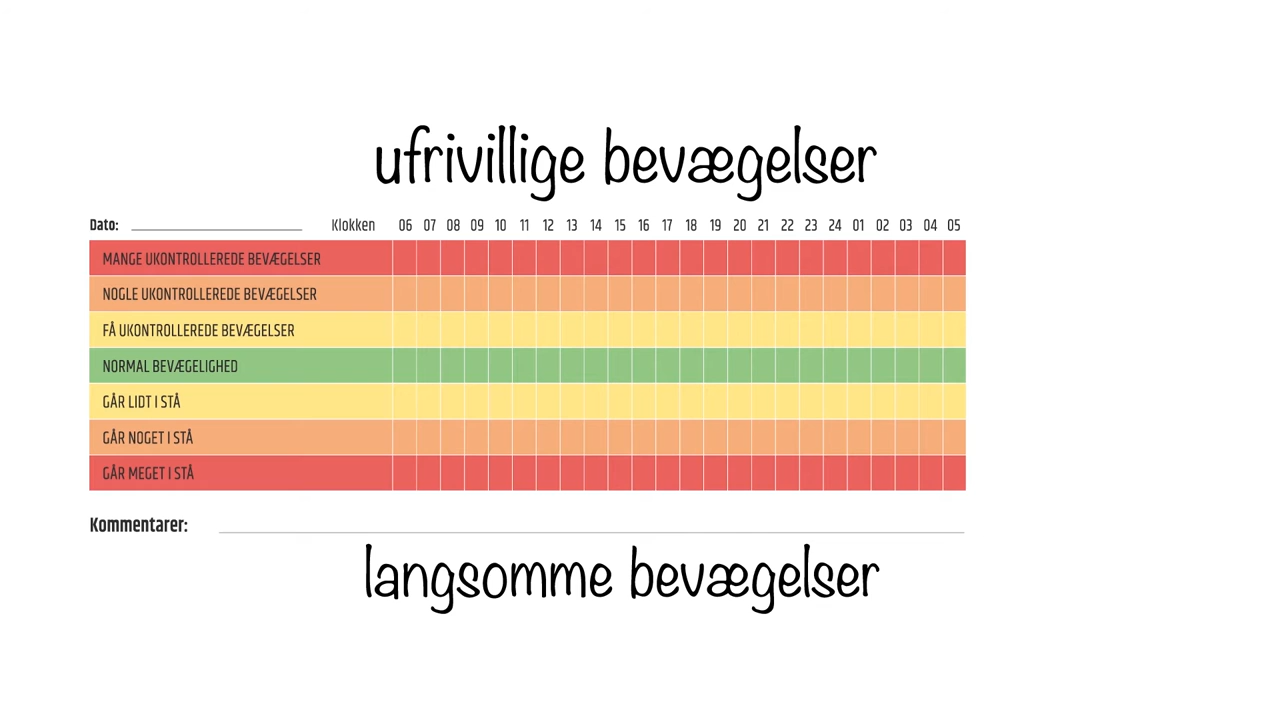 ufrivillige bevægelser
Dato: Klokken 06 07 08 09 10 11 12 13 14 15 16 17 18 19 20 21 22 23 24 01 02 03 04 05
MANGE UKONTROLLEREDE BEVÆGELSER
NOGLE UKONTROLLEREDE BEVÆGELSER
FÅ UKONTROLLEREDE BEVÆGELSER
NORMAL BEVÆGELIGHED
GÅR LIDT I STÅ
GÅR NOGET I STÅ
GÅR MEGET I STÅ
Kommentarer:
langsomme bevægelser